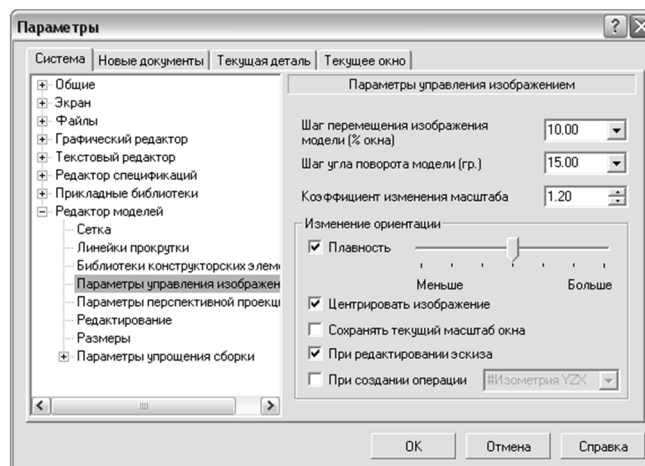 Параметры
Система Новые документы Текущая деталь Текущее окно
Общие
Экран
Файлы
Графический редактор
Текстовый редактор
Редактор спецификаций
Прикладные библиотеки
Редактор моделей
Сетка
Линейки прокрутки
Библиотеки конструкторских элеме
Параметры управления изображен
Параметры перспективной проекц
Редактирование
Размеры
Параметры упрощения сборки
Параметры управления изображением
Шаг перемещения изображения
модели (% окна)
10.00
Шаг угла поворота модели (гр.)
15.00
Коэффициент изменения масштаба
1.20
Изменение ориентации
Плавность
Меньше Больше
Центрировать изображение
Сохранять текущий масштаб окна
При редактировании эскиза
При создании операции #Изометрия YZX
OK Отмена Справка